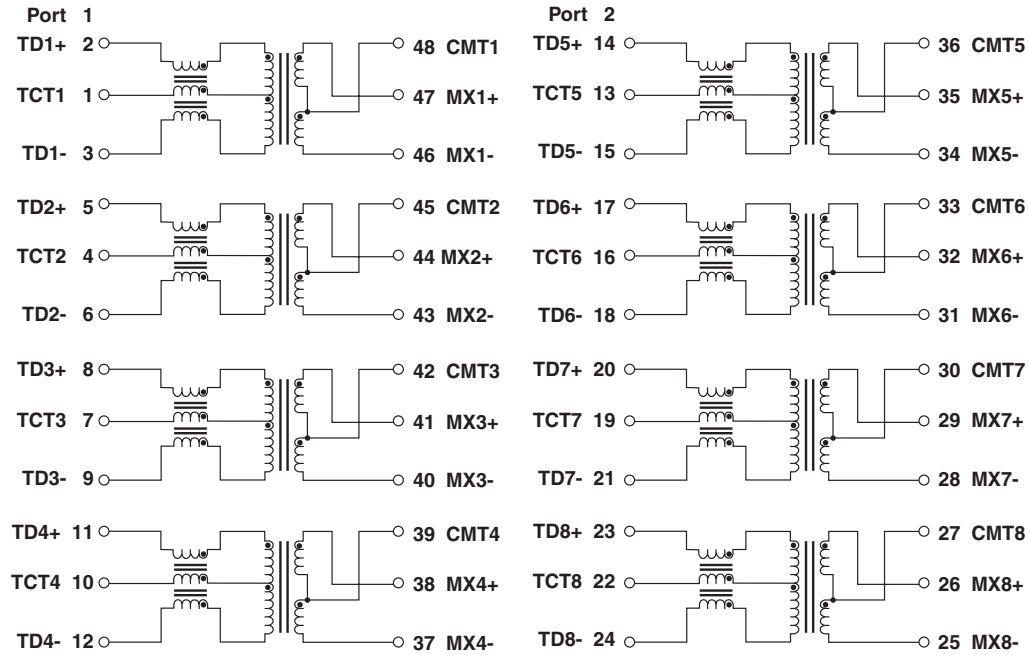 Port 1
TD1+ 2
48 CMT1
TCT1 1
47 MX1+
TD1- 3
46 MX1-
TD2+ 5
45 CMT2
TCT2 4
44 MX2+
TD2- 6
43 MX2-
TD3+ 8
42 CMT3
TCT3 7
41 MX3+
TD3- 9
40 MX3-
TD4+ 11
39 CMT4
TCT4 10
38 MX4+
TD4- 12
37 MX4-
Port 2
TD5+ 14
36 CMT5
TCT5 13
35 MX5+
TD5- 15
34 MX5-
TD6+ 17
33 CMT6
TCT6 16
32 MX6+
TD6- 18
31 MX6-
TD7+ 20
30 CMT7
TCT7 19
29 MX7+
TD7- 21
28 MX7-
TD8+ 23
27 CMT8
TCT8 22
26 MX8+
TD8- 24
25 MX8-